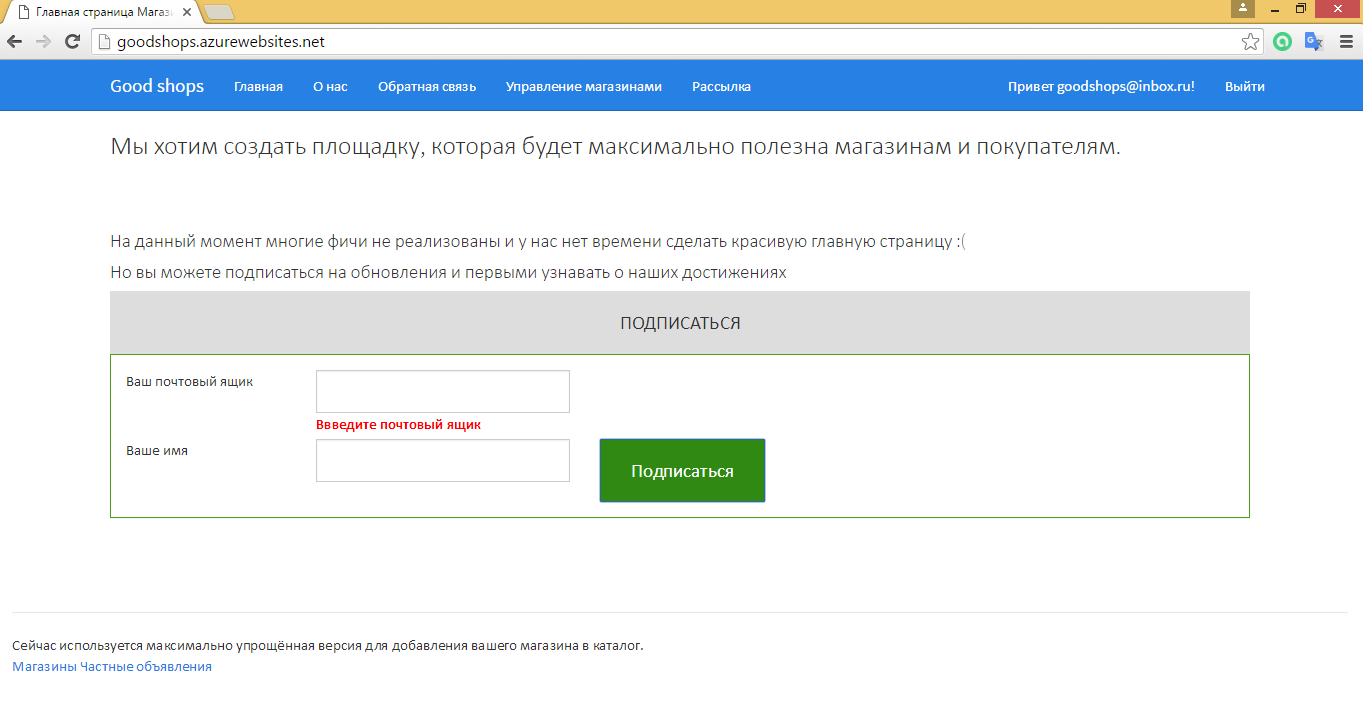 Главная страница Магаз
goodshops.azurewebsites.net
Good shops Главная О нас Обратная связь Управление магазинами Рассылка Привет goodshops@inbox.ru! Выйти
Мы хотим создать площадку, которая будет максимально полезна магазинам и покупателям.
На данный момент многие фичи не реализованы и у нас нет времени сделать красивую главную страницу :(
Но вы можете подписаться на обновления и первыми узнавать о наших достижениях
ПОДПИСАТЬСЯ
Ваш почтовый ящик
Ввведите почтовый ящик
Ваше имя
Подписаться
Сейчас используется максимально упрощённая версия для добавления вашего магазина в каталог.
Магазины Частные объявления